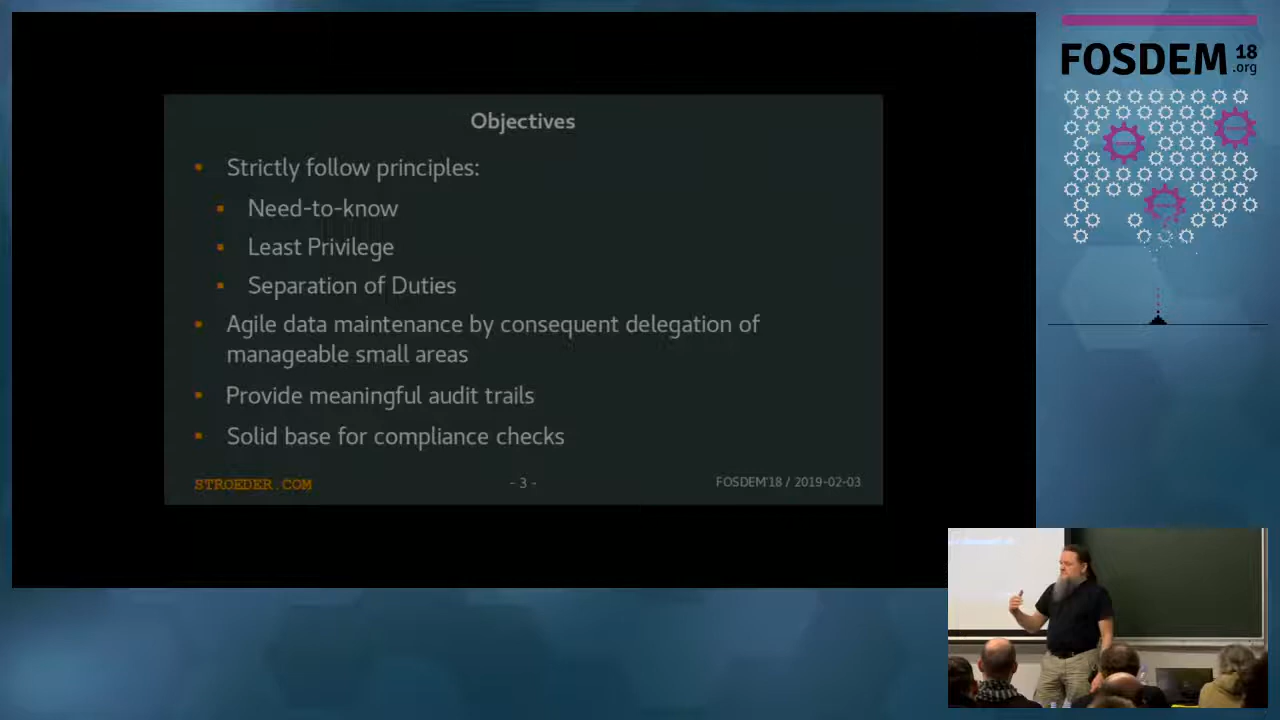 Objectives
Strictly follow principles:
Need-to-know
Least Privilege
Separation of Duties
Agile data maintenance by consequent delegation of
manageable small areas
Provide meaningful audit trails
Solid base for compliance checks
STROEDER.COM
- 3 -
FOSDEM'18 / 2019-02-03
FOSDEM 18
.org